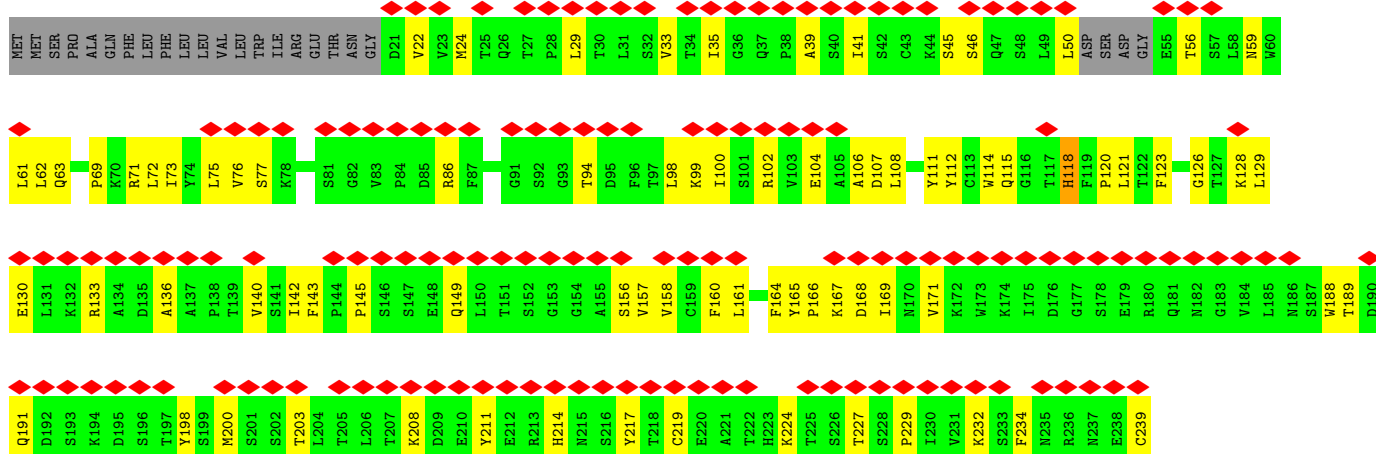 MET MET SER PRO ALA GLN PHE LEU PHE LEU LEU VAL LEU TRP ILE ARG GLU THR ASN GLY D21 V22 V23 M24 T25 Q26 T27 P28 L29 T30 L31 S32 V33 T34 I35 G36 Q37 P38 A39 S40 I41 S42 C43 K44 S45 S46 Q47 S48 L49 L50 ASP SER ASP GLY E55 T56 S57 L58 N59 W60
L61 L62 Q63 P69 K70 R71 L72 I73 Y74 L75 V76 S77 K78 S81 G82 V83 P84 D85 R86 F87 G91 S92 G93 T94 D95 F96 T97 L98 K99 I100 S101 R102 V103 E104 A105 A106 D107 L108 Y111 Y112 C113 W114 Q115 G116 T117 H118 F119 P120 L121 T122 F123 G126 T127 K128 L129
E130 L131 K132 R133 A134 D135 A136 A137 P138 T139 V140 S141 I142 F143 P144 P145 S146 S147 E148 Q149 L150 T151 S152 G153 G154 A155 S156 V157 V158 C159 F160 L161 F164 Y165 P166 K167 D168 I169 N170 V171 K172 W173 K174 I175 D176 G177 S178 E179 R180 Q181 N182 G183 V184 L185 N186 S187 W188 T189 D190
Q191 D192 S193 K194 D195 S196 T197 Y198 S199 M200 S201 S202 T203 L204 T205 L206 T207 K208 D209 E210 Y211 E212 R213 H214 N215 S216 Y217 T218 C219 E220 A221 T222 H223 K224 T225 S226 T227 S228 P229 I230 V231 K232 S233 F234 N235 R236 N237 E238 C239